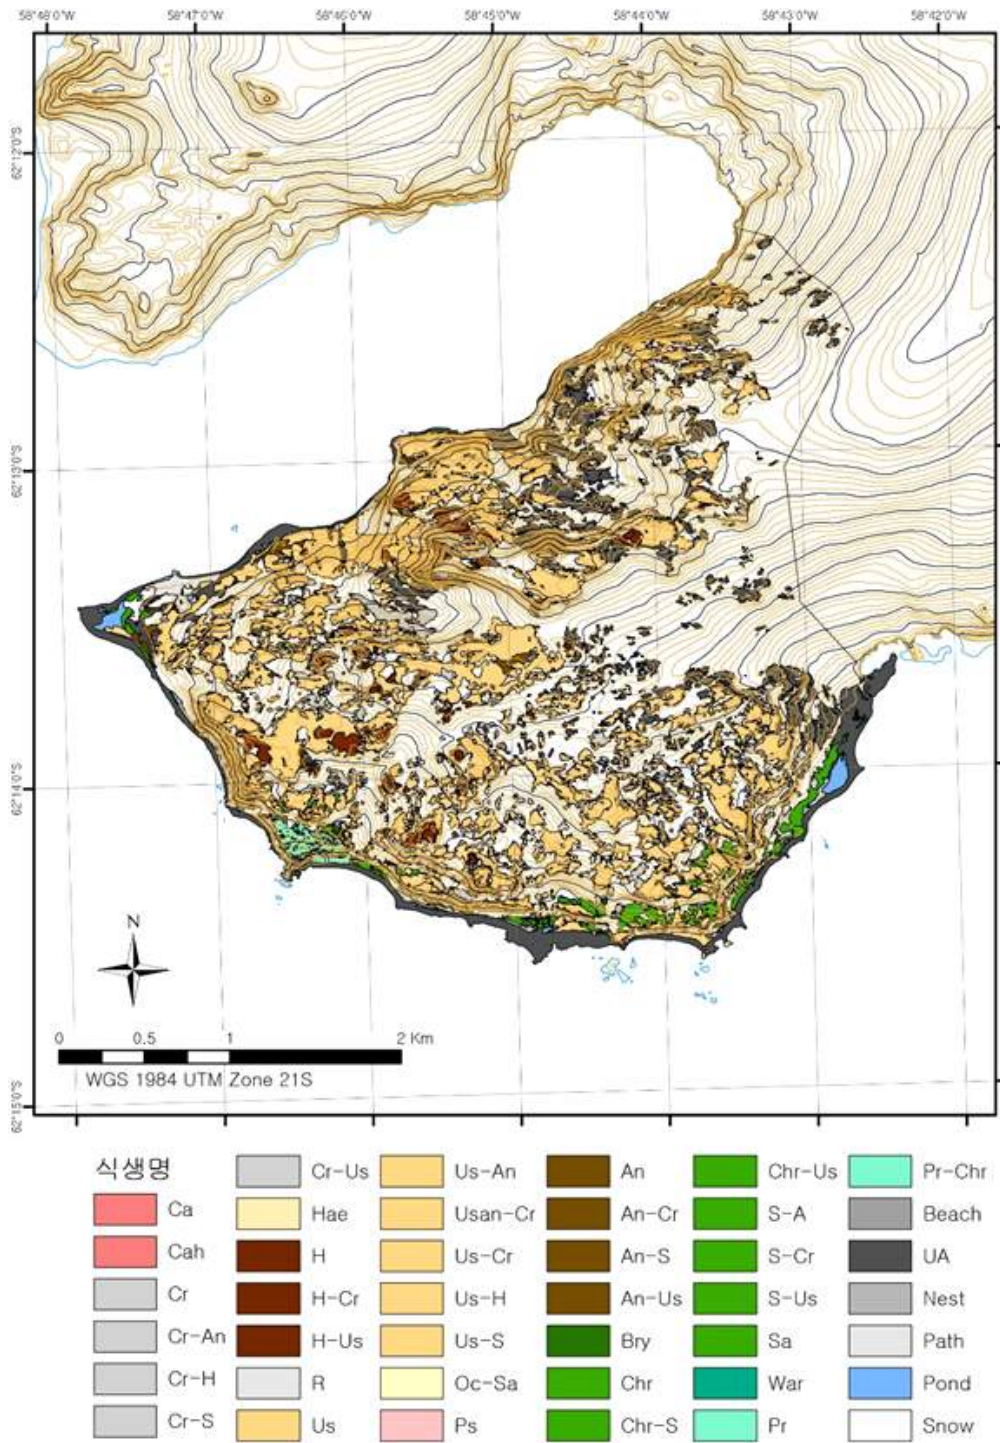 58°48'0"W 58°47'0"W 58°46'0"W 58°45'0"W 58°44'0"W 58°43'0"W 58°42'0"W
62°12'0"S
62°13'0"S
62°14'0"S
62°15'0"S
N
0 0.5 1 2 Km
WGS 1984 UTM Zone 21S
식생명
Ca
Cah
Cr
Cr-An
Cr-H
Cr-S
Cr-Us
Hae
H
H-Cr
H-Us
R
Us
Us-An
Usan-Cr
Us-Cr
Us-H
Us-S
Oc-Sa
Ps
An
An-Cr
An-S
An-Us
Bry
Chr
Chr-S
Chr-Us
S-A
S-Cr
S-Us
Sa
War
Pr
Pr-Chr
Beach
UA
Nest
Path
Pond
Snow